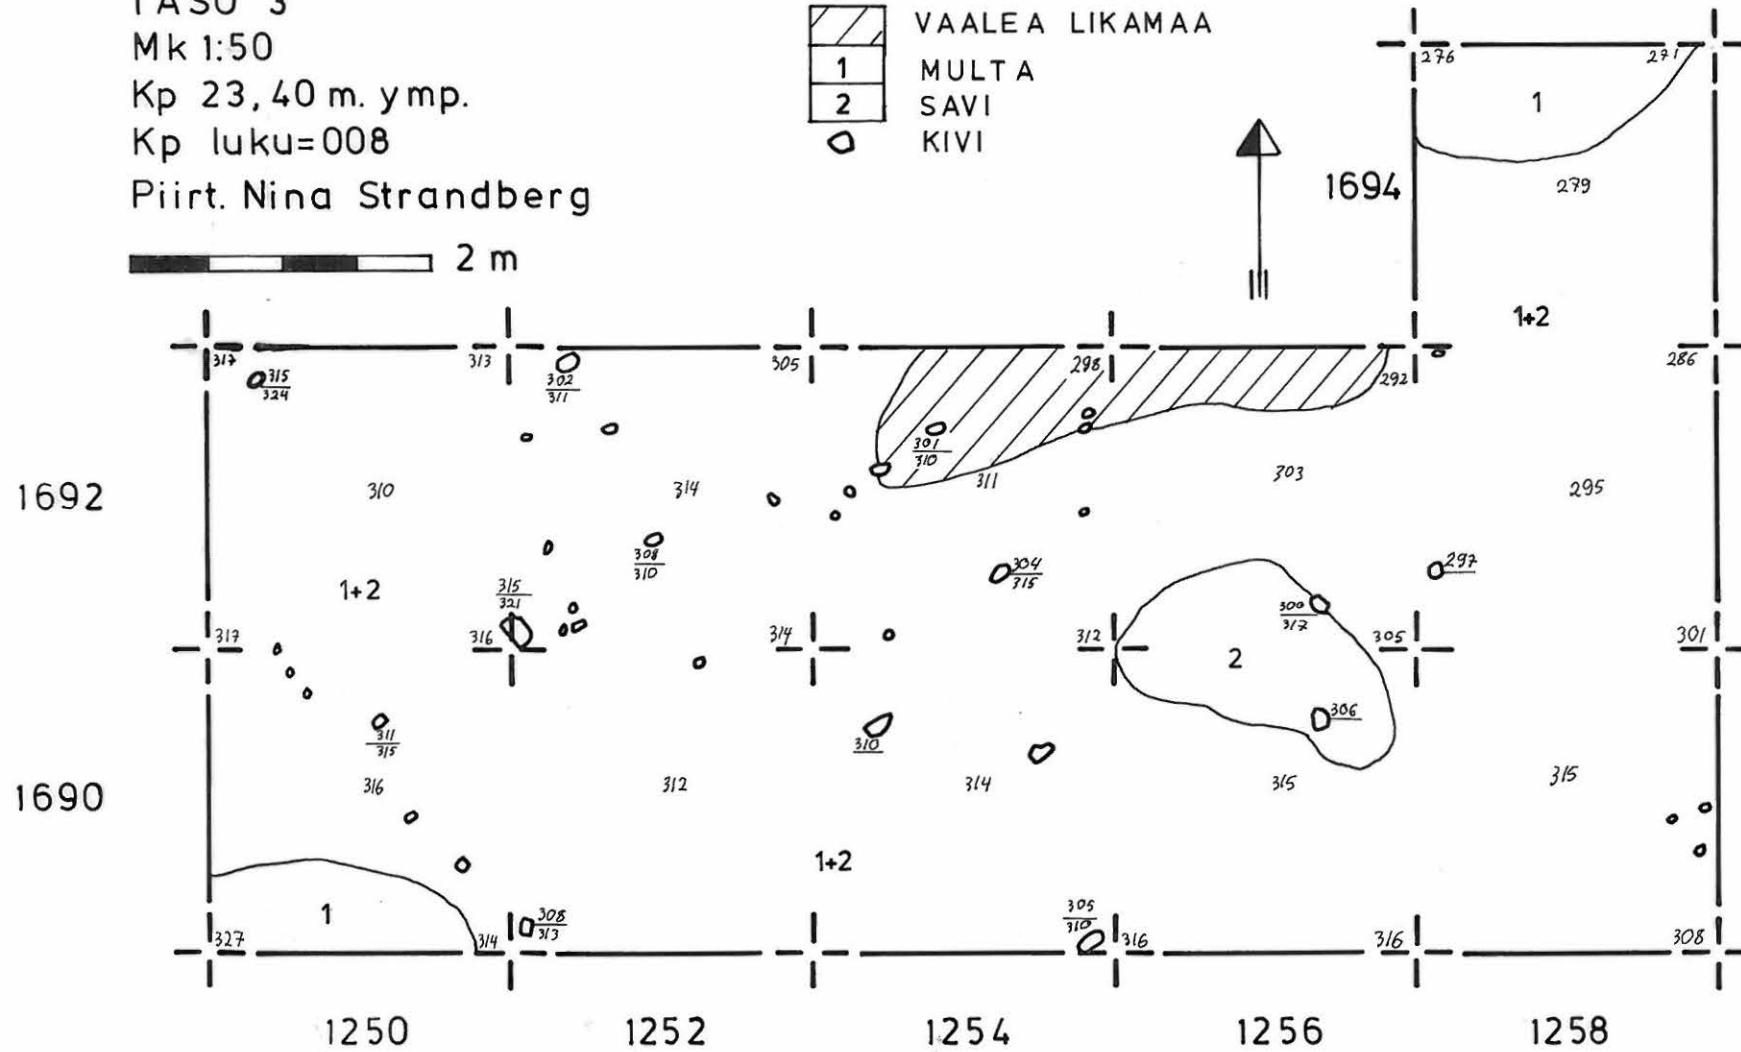 TASO 3
Mk 1:50
Kp 23,40 m. ymp.
Kp luku=008
Piirt. Nina Strandberg
2 m
VAALEA LIKAMAA
1 MULTA
2 SAVI
KIVI
276 271
1
1694 279
1+2
317 313 305 298 292 286
315
324
302
311
301
310
1692 310 314 311 303 295
308
310
304
315
297
1+2
315
321
300
317
317 316 314 312 305 301
2
311
315
310
306
1690 316 312 314 315 315
1+2
1
308
313
305
310
327 314 316 316 308
1250 1252 1254 1256 1258